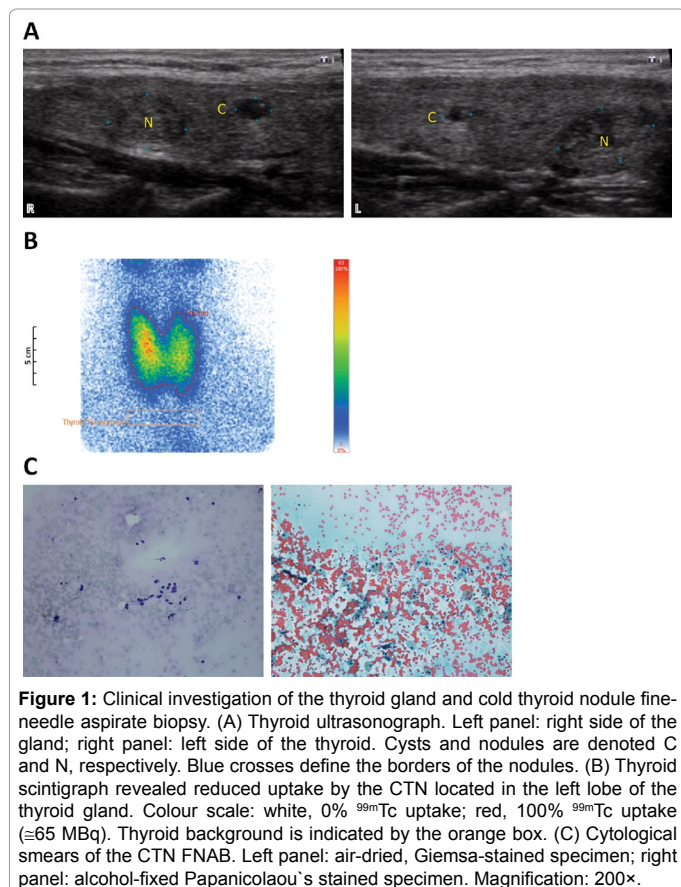 A
N
C
R
C
N
L
B
65
100%
Thyroid
5 cm
0%
C
Figure 1: Clinical investigation of the thyroid gland and cold thyroid nodule fine-
needle aspirate biopsy. (A) Thyroid ultrasonograph. Left panel: right side of the
gland; right panel: left side of the thyroid. Cysts and nodules are denoted C
and N, respectively. Blue crosses define the borders of the nodules. (B) Thyroid
scintigraph revealed reduced uptake by the CTN located in the left lobe of the
thyroid gland. Colour scale: white, 0% ⁹⁹ᵐTc uptake; red, 100% ⁹⁹ᵐTc uptake
(≅65 MBq). Thyroid background is indicated by the orange box. (C) Cytological
smears of the CTN FNAB. Left panel: air-dried, Giemsa-stained specimen; right
panel: alcohol-fixed Papanicolaou`s stained specimen. Magnification: 200×.